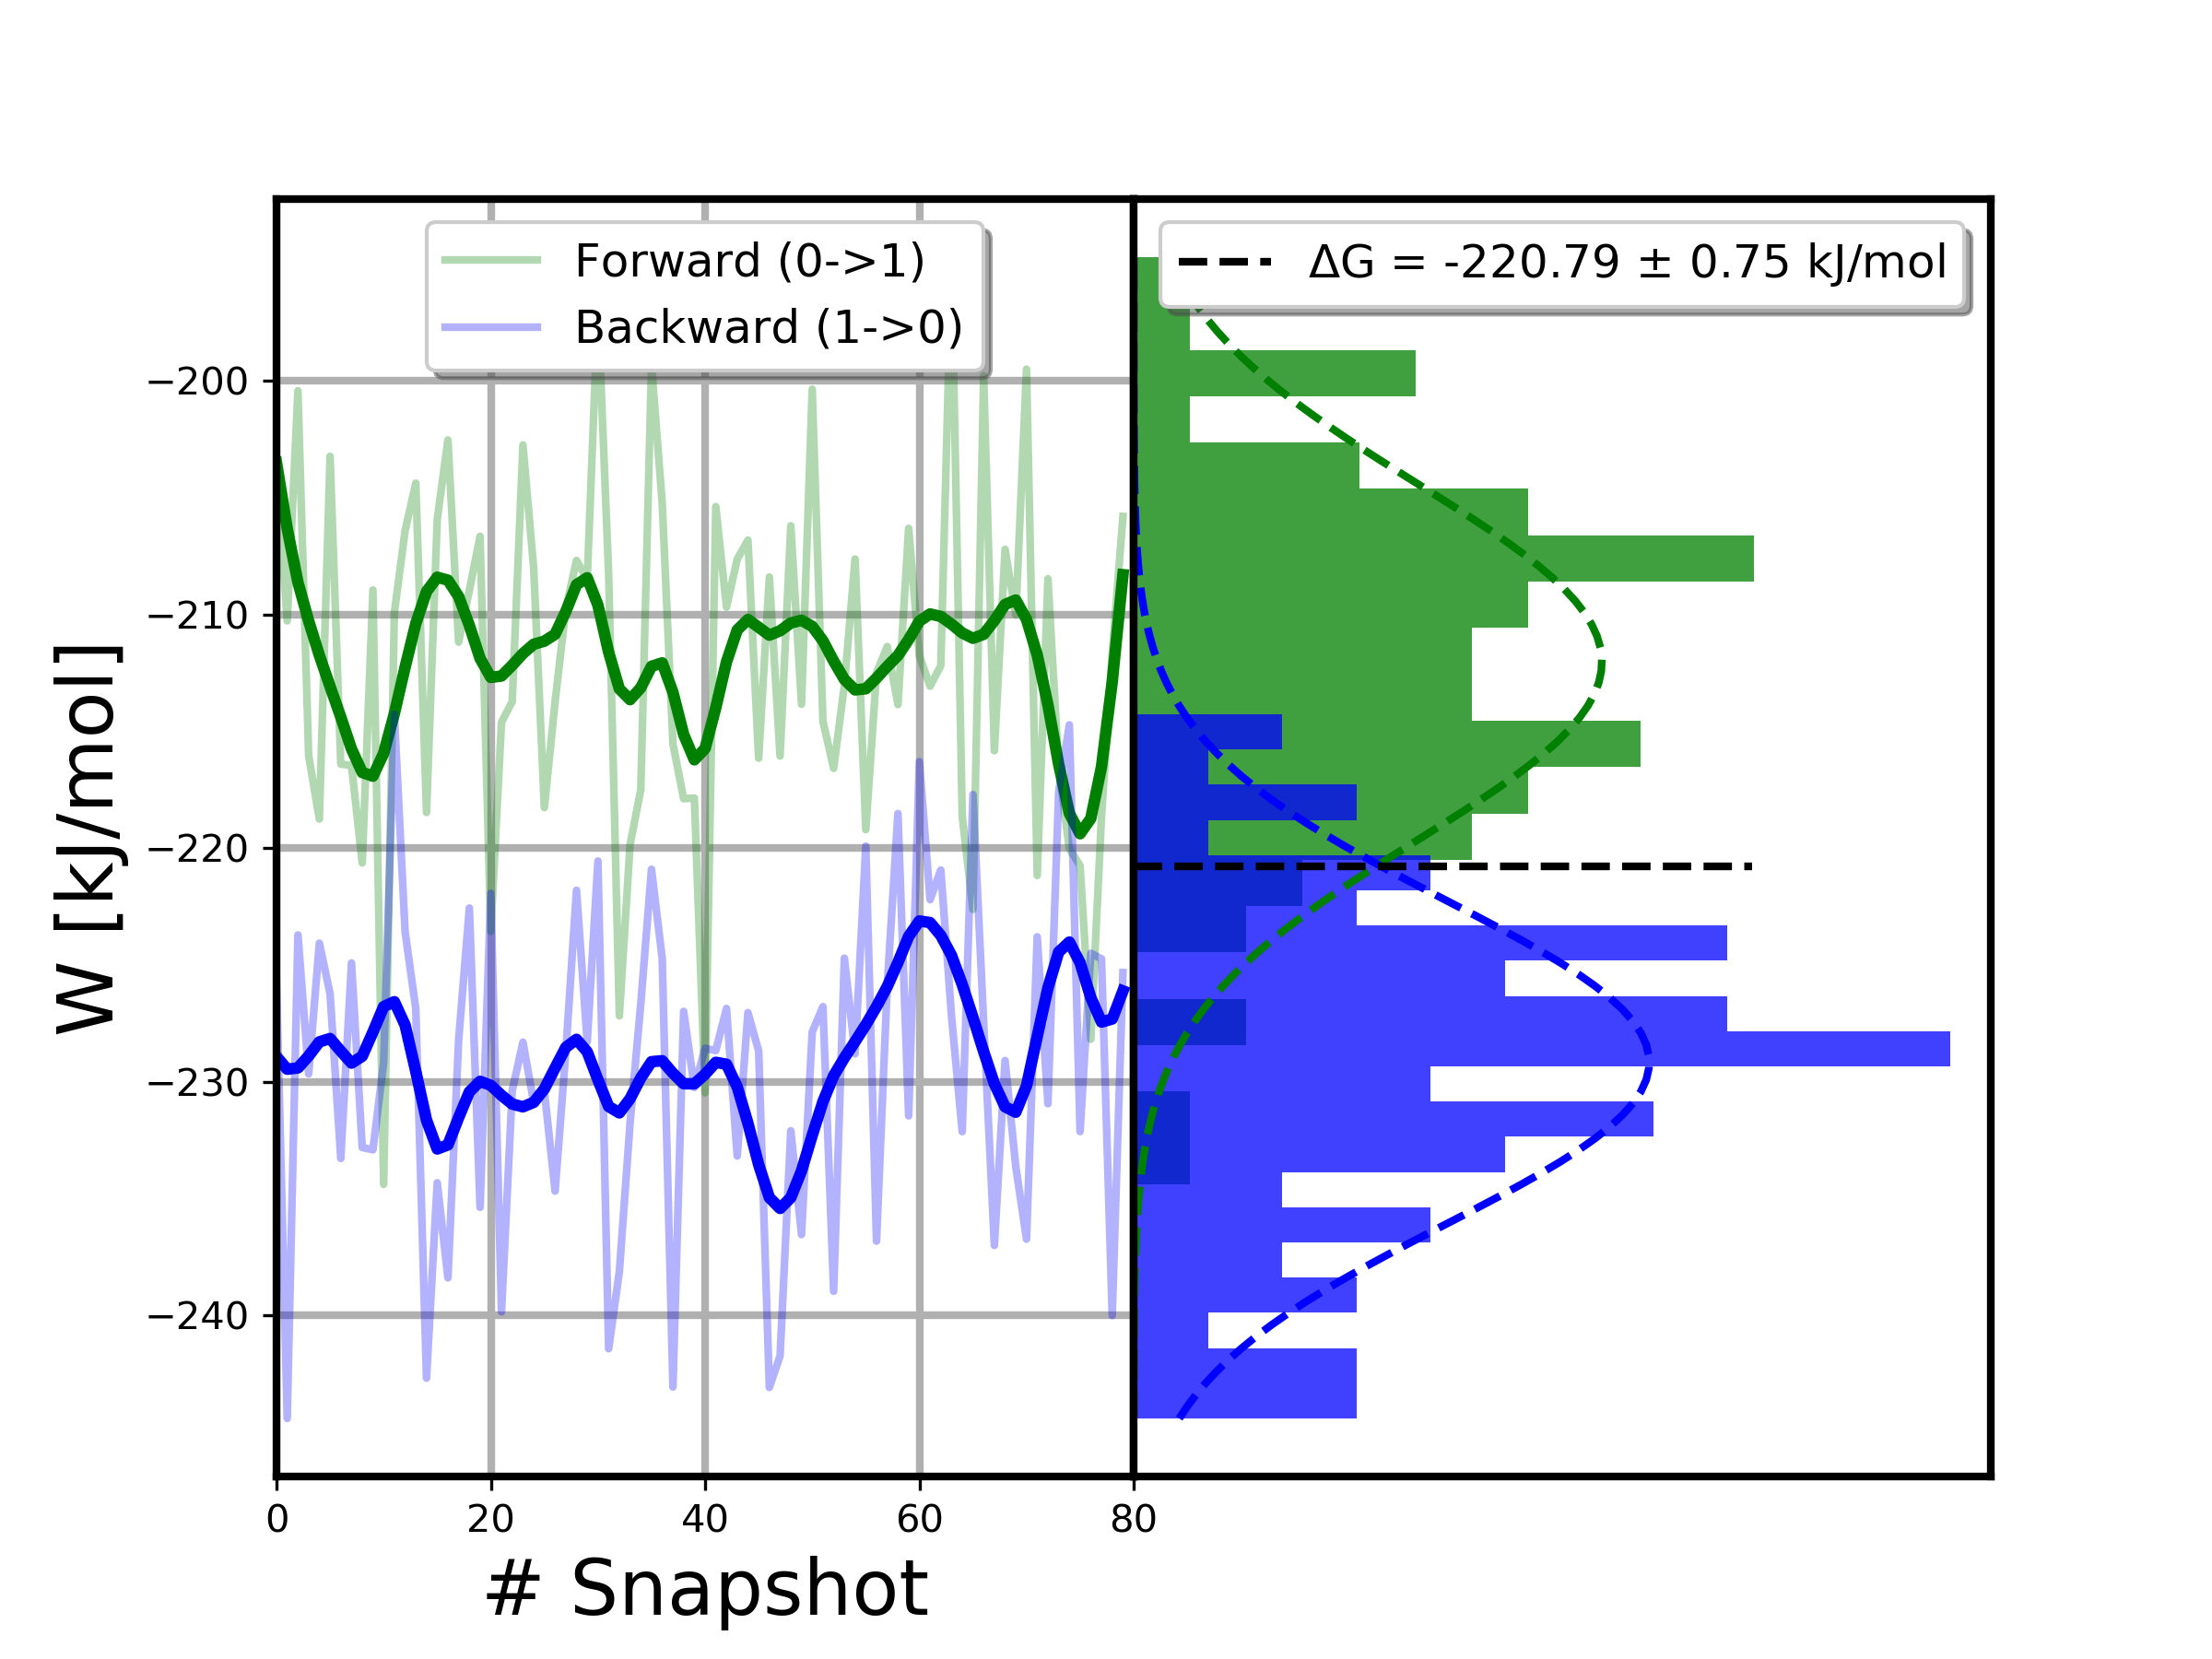 Forward (0->1)
Backward (1->0)
ΔG = -220.79 ± 0.75 kJ/mol
−200
−210
−220
−230
−240
W [kJ/mol]
0
20
40
60
80
# Snapshot